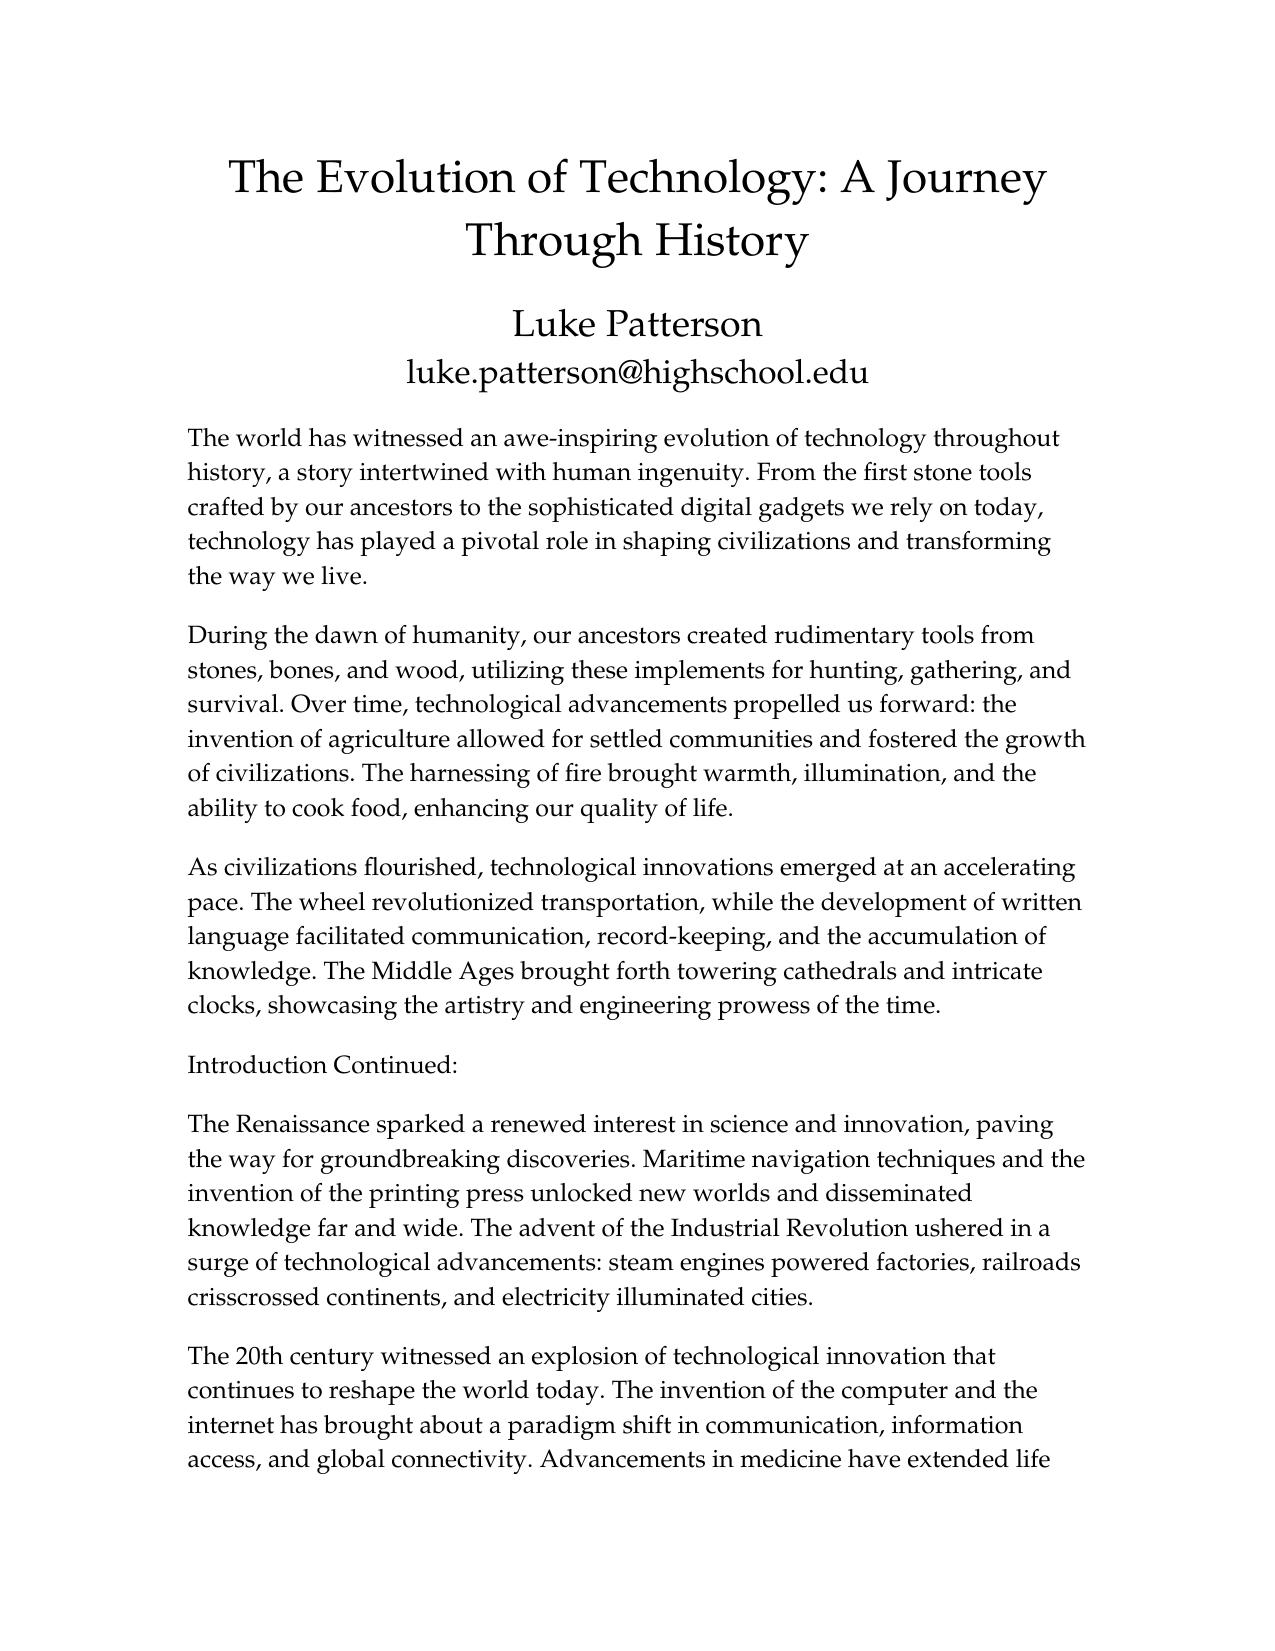 The Evolution of Technology: A Journey
Through History
Luke Patterson
luke.patterson@highschool.edu
The world has witnessed an awe-inspiring evolution of technology throughout
history, a story intertwined with human ingenuity. From the first stone tools
crafted by our ancestors to the sophisticated digital gadgets we rely on today,
technology has played a pivotal role in shaping civilizations and transforming
the way we live.
During the dawn of humanity, our ancestors created rudimentary tools from
stones, bones, and wood, utilizing these implements for hunting, gathering, and
survival. Over time, technological advancements propelled us forward: the
invention of agriculture allowed for settled communities and fostered the growth
of civilizations. The harnessing of fire brought warmth, illumination, and the
ability to cook food, enhancing our quality of life.
As civilizations flourished, technological innovations emerged at an accelerating
pace. The wheel revolutionized transportation, while the development of written
language facilitated communication, record-keeping, and the accumulation of
knowledge. The Middle Ages brought forth towering cathedrals and intricate
clocks, showcasing the artistry and engineering prowess of the time.
Introduction Continued:
The Renaissance sparked a renewed interest in science and innovation, paving
the way for groundbreaking discoveries. Maritime navigation techniques and the
invention of the printing press unlocked new worlds and disseminated
knowledge far and wide. The advent of the Industrial Revolution ushered in a
surge of technological advancements: steam engines powered factories, railroads
crisscrossed continents, and electricity illuminated cities.
The 20th century witnessed an explosion of technological innovation that
continues to reshape the world today. The invention of the computer and the
internet has brought about a paradigm shift in communication, information
access, and global connectivity. Advancements in medicine have extended life